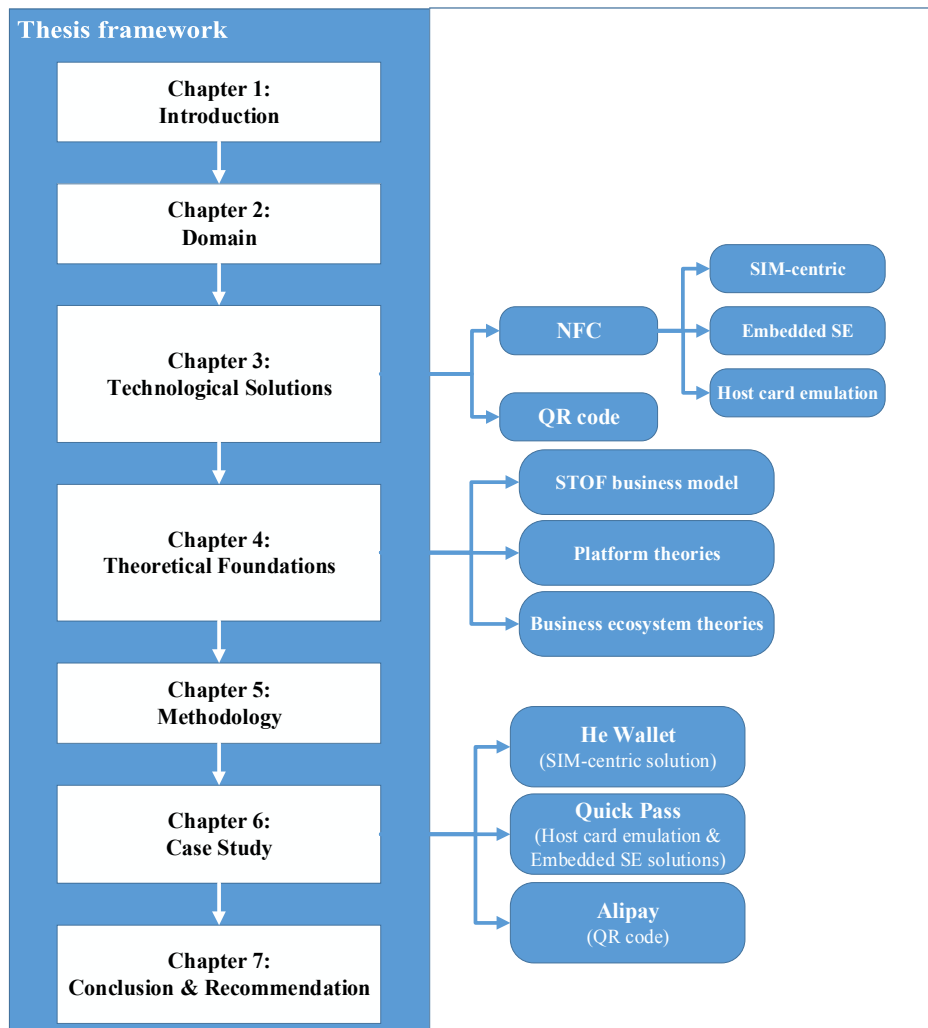 Thesis framework
Chapter 1:
Introduction
Chapter 2:
Domain
Chapter 3:
Technological Solutions
NFC
QR code
SIM-centric
Embedded SE
Host card emulation
Chapter 4:
Theoretical Foundations
STOF business model
Platform theories
Business ecosystem theories
Chapter 5:
Methodology
Chapter 6:
Case Study
He Wallet
(SIM-centric solution)
Quick Pass
(Host card emulation &
Embedded SE solutions)
Alipay
(QR code)
Chapter 7:
Conclusion & Recommendation